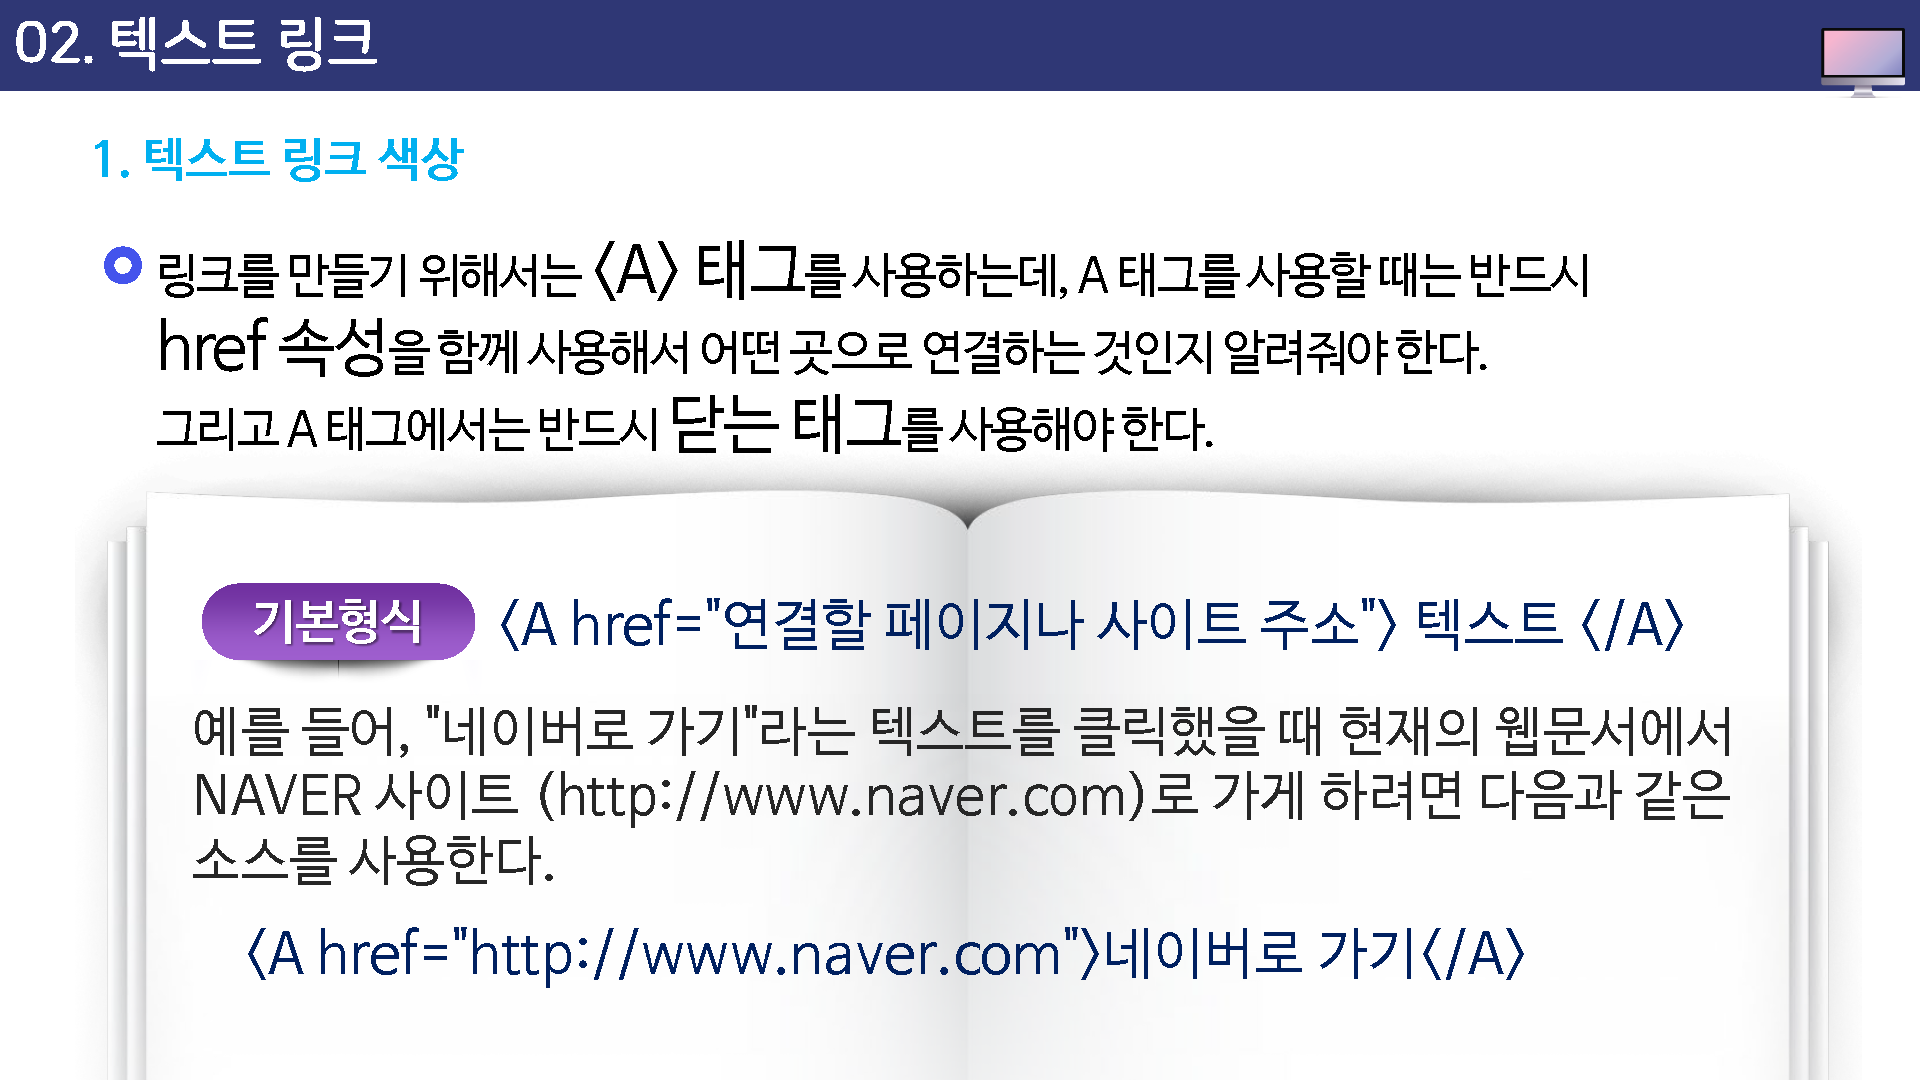 02. 텍스트 링크
1. 텍스트 링크 색상
링크를 만들기 위해서는 <A> 태그를 사용하는데, A 태그를 사용할 때는 반드시
href 속성을 함께 사용해서 어떤 곳으로 연결하는 것인지 알려줘야 한다.
그리고 A 태그에서는 반드시 닫는 태그를 사용해야 한다.
기본형식 <A href="연결할 페이지나 사이트 주소"> 텍스트 </A>
예를 들어, "네이버로 가기"라는 텍스트를 클릭했을 때 현재의 웹문서에서
NAVER 사이트 (http://www.naver.com)로 가게 하려면 다음과 같은
소스를 사용한다.
<A href="http://www.naver.com">네이버로 가기</A>